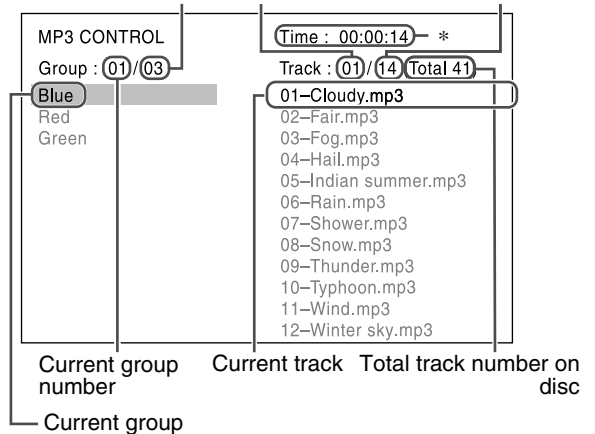 MP3 CONTROL
Time : 00:00:14 *
Group : 01/03
Track : 01/14 Total 41
Blue
Red
Green
01–Cloudy.mp3
02–Fair.mp3
03–Fog.mp3
04–Hail.mp3
05–Indian summer.mp3
06–Rain.mp3
07–Shower.mp3
08–Snow.mp3
09–Thunder.mp3
10–Typhoon.mp3
11–Wind.mp3
12–Winter sky.mp3
Current group
number
Current track
Total track number on
disc
Current group